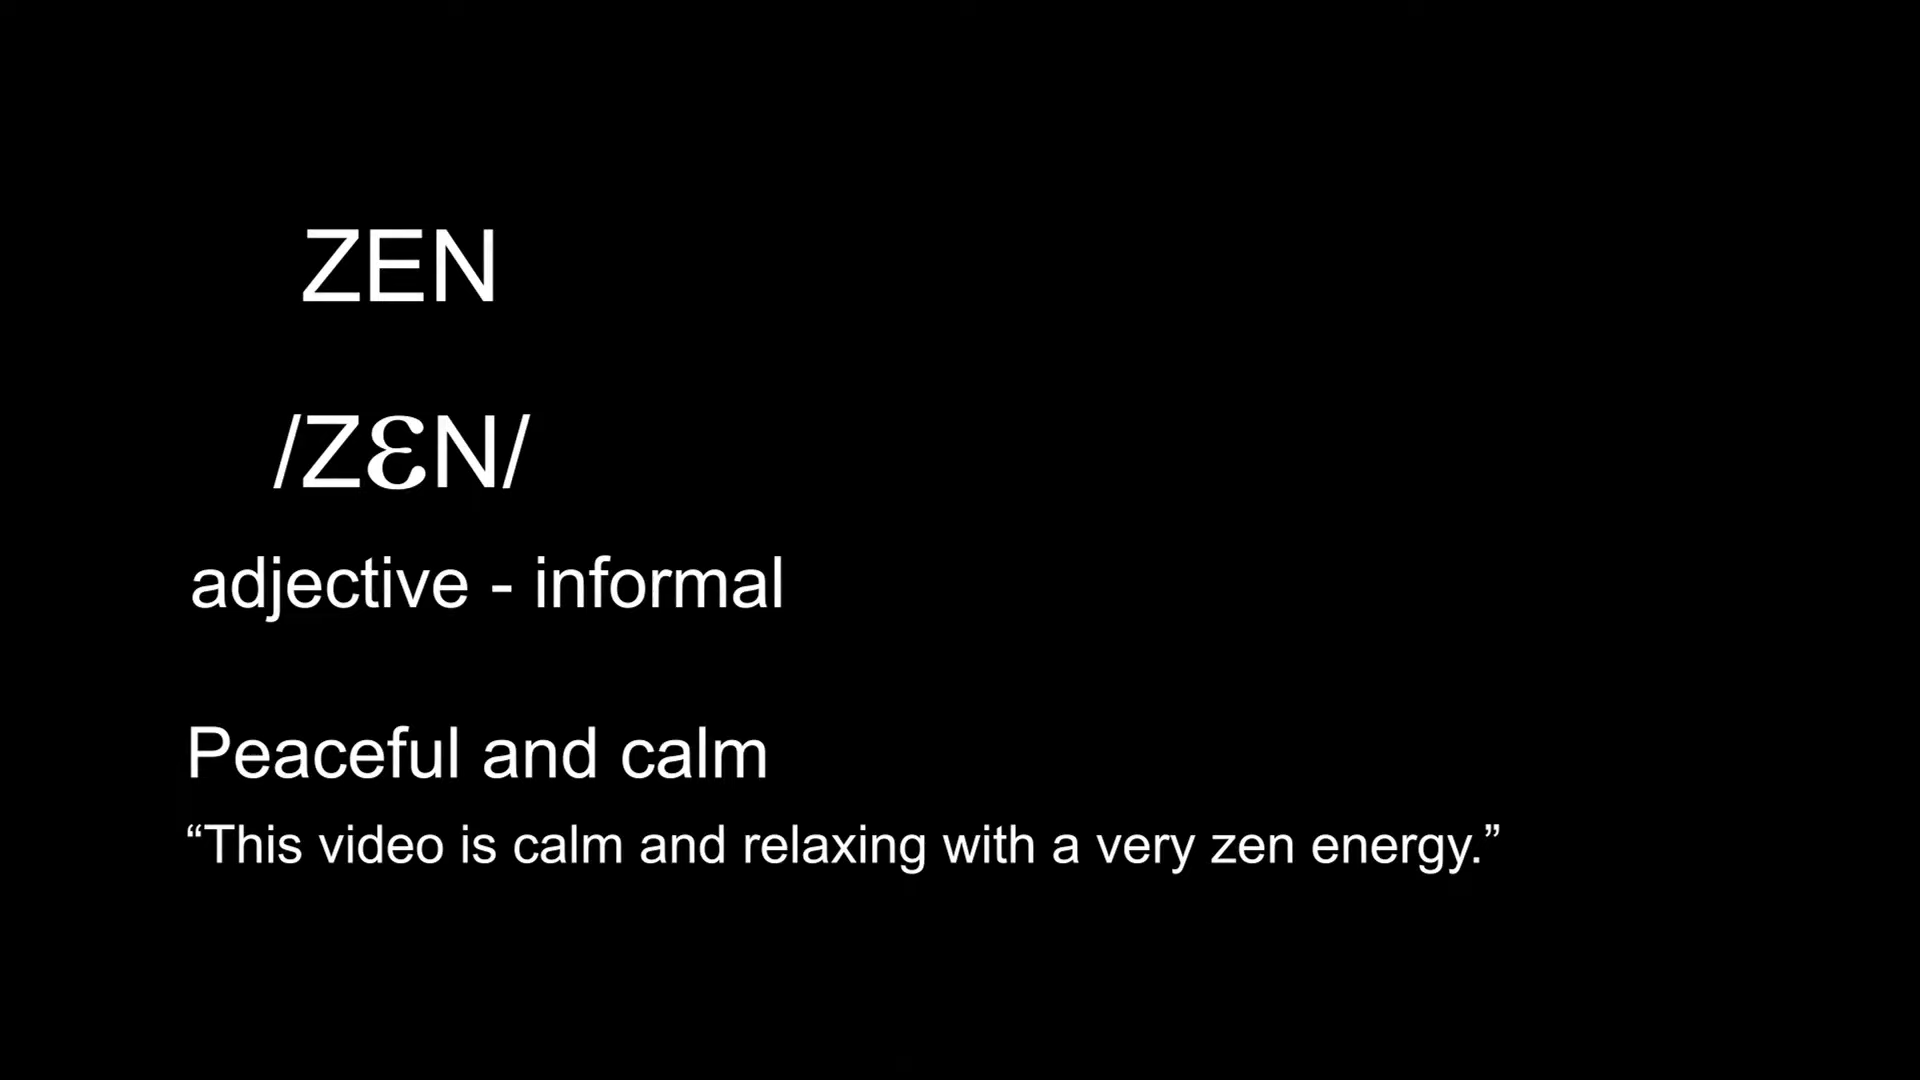 ZEN
/ZƐN/
adjective - informal
Peaceful and calm
“This video is calm and relaxing with a very zen energy.”